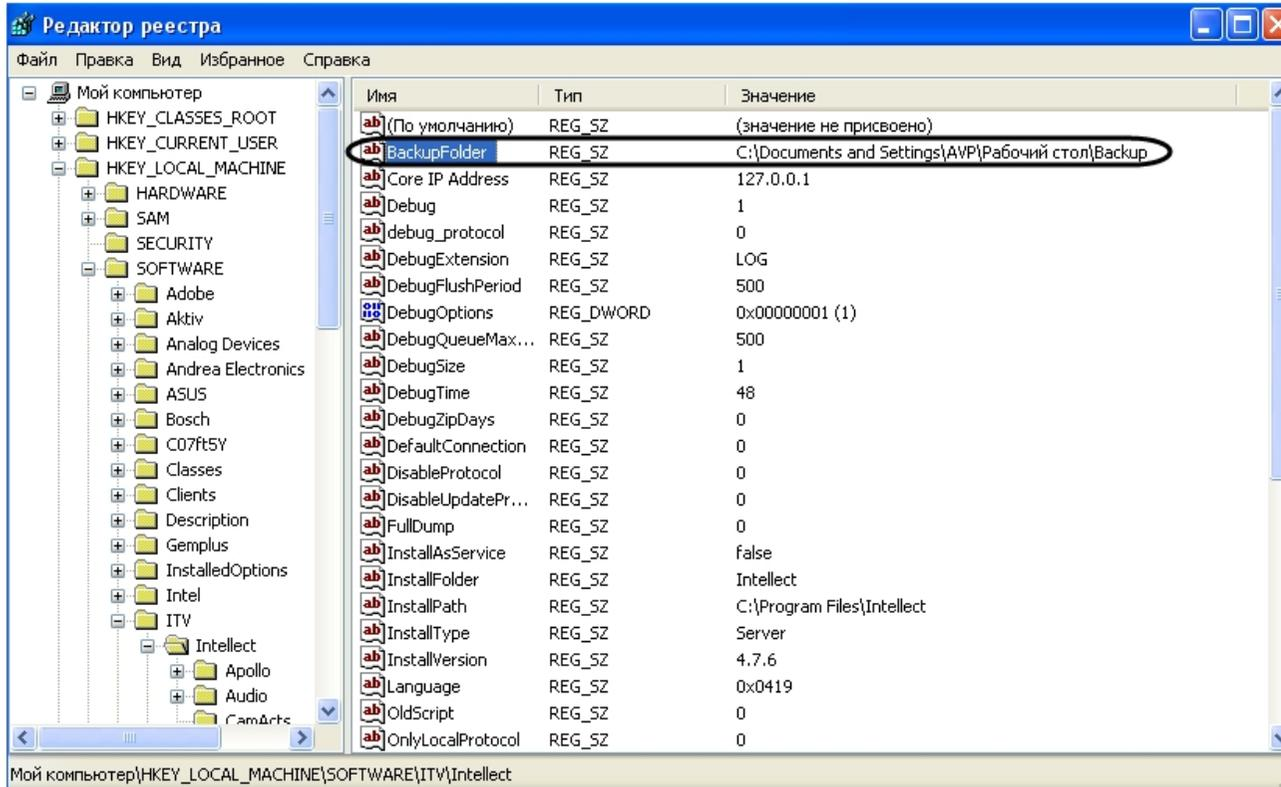 Редактор реестра
Файл Правка Вид Избранное Справка
Мой компьютер
HKEY_CLASSES_ROOT
HKEY_CURRENT_USER
HKEY_LOCAL_MACHINE
HARDWARE
SAM
SECURITY
SOFTWARE
Adobe
Aktiv
Analog Devices
Andrea Electronics
ASUS
Bosch
C07ft5Y
Classes
Clients
Description
Gemplus
InstalledOptions
Intel
ITV
Intellect
Apollo
Audio
CamActs
Имя Тип Значение
(По умолчанию) REG_SZ (значение не присвоено)
BackupFolder REG_SZ C:\Documents and Settings\AVP\Рабочий стол\Backup
Core IP Address REG_SZ 127.0.0.1
Debug REG_SZ 1
debug_protocol REG_SZ 0
DebugExtension REG_SZ LOG
DebugFlushPeriod REG_SZ 500
DebugOptions REG_DWORD 0x00000001 (1)
DebugQueueMax... REG_SZ 500
DebugSize REG_SZ 1
DebugTime REG_SZ 48
DebugZipDays REG_SZ 0
DefaultConnection REG_SZ 0
DisableProtocol REG_SZ 0
DisableUpdatePr... REG_SZ 0
FullDump REG_SZ 0
InstallAsService REG_SZ false
InstallFolder REG_SZ Intellect
InstallPath REG_SZ C:\Program Files\Intellect
InstallType REG_SZ Server
InstallVersion REG_SZ 4.7.6
Language REG_SZ 0x0419
OldScript REG_SZ 0
OnlyLocalProtocol REG_SZ 0
Мой компьютер\HKEY_LOCAL_MACHINE\SOFTWARE\ITV\Intellect